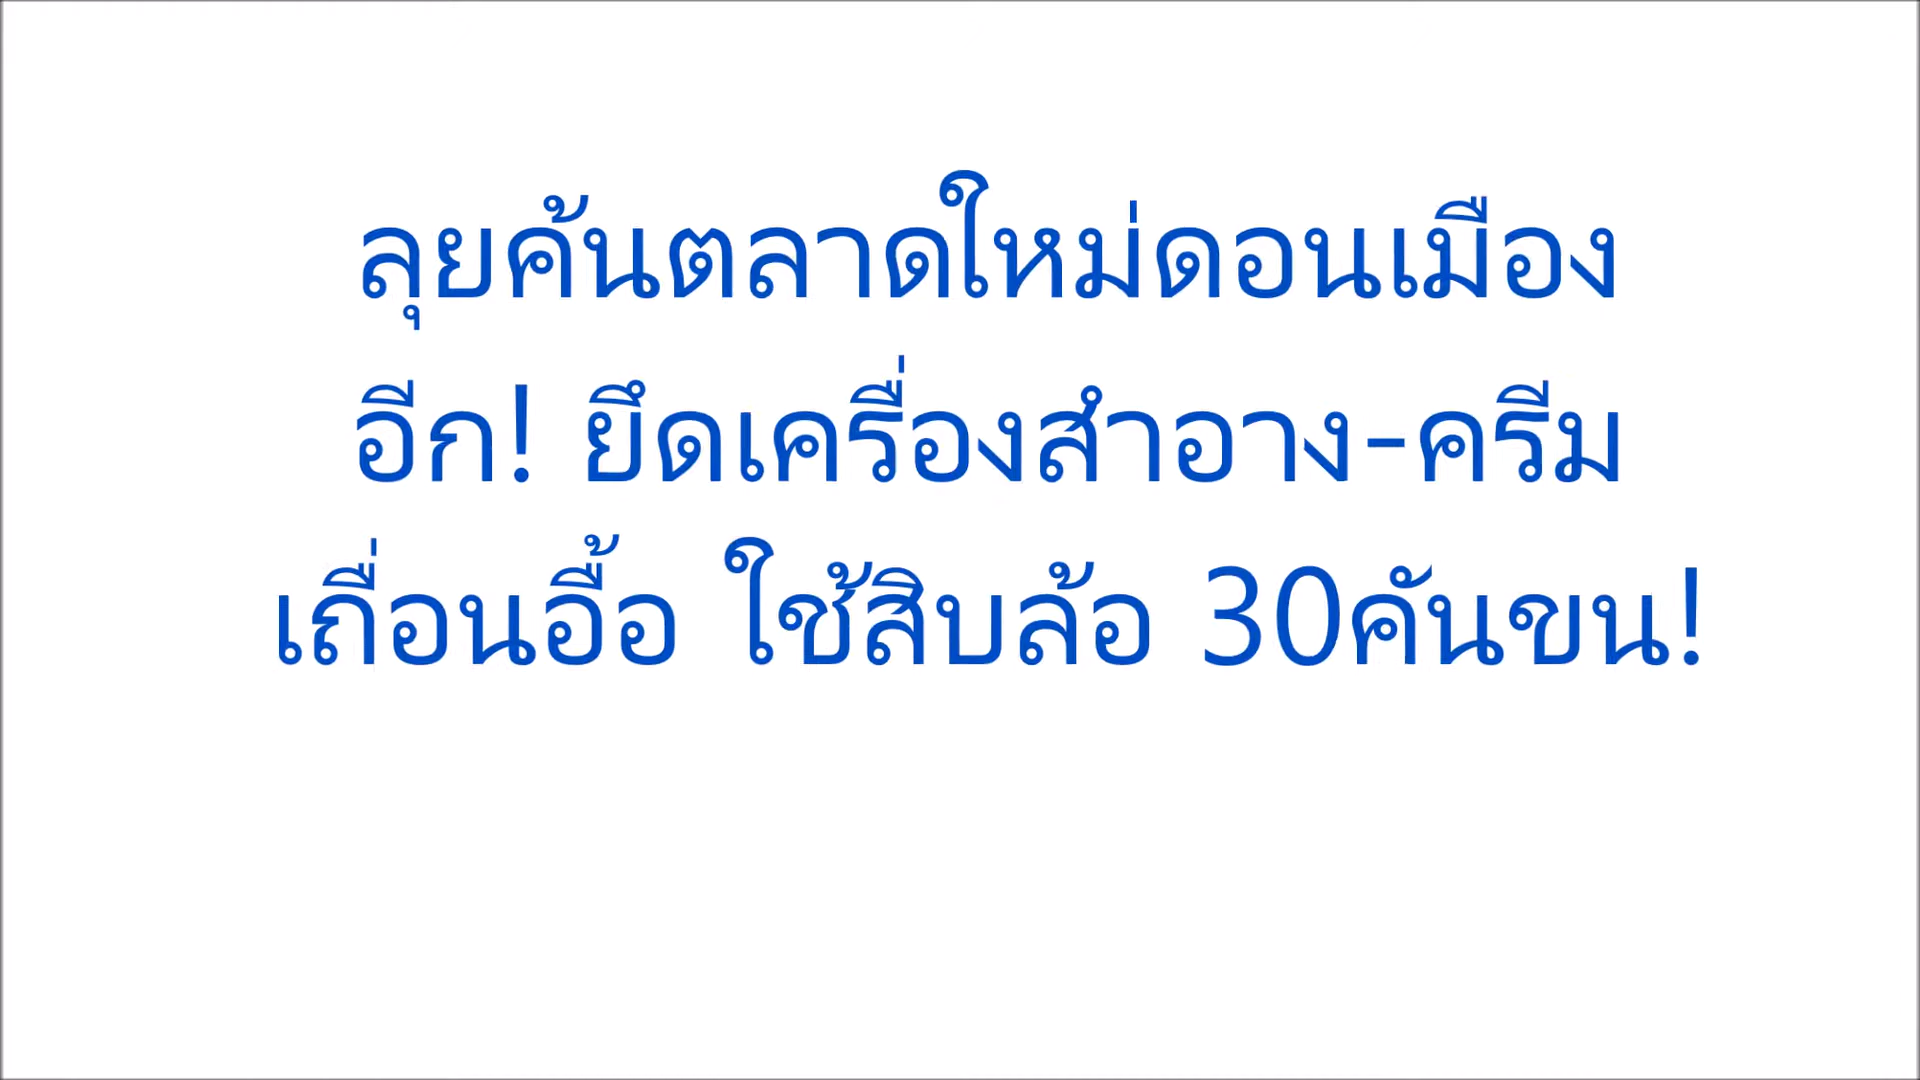 ลุยค้นตลาดใหม่ดอนเมือง
อีก! ยึดเครื่องสำอาง-ครีม
เถื่อนอื้อ ใช้สิบล้อ 30คันขน!